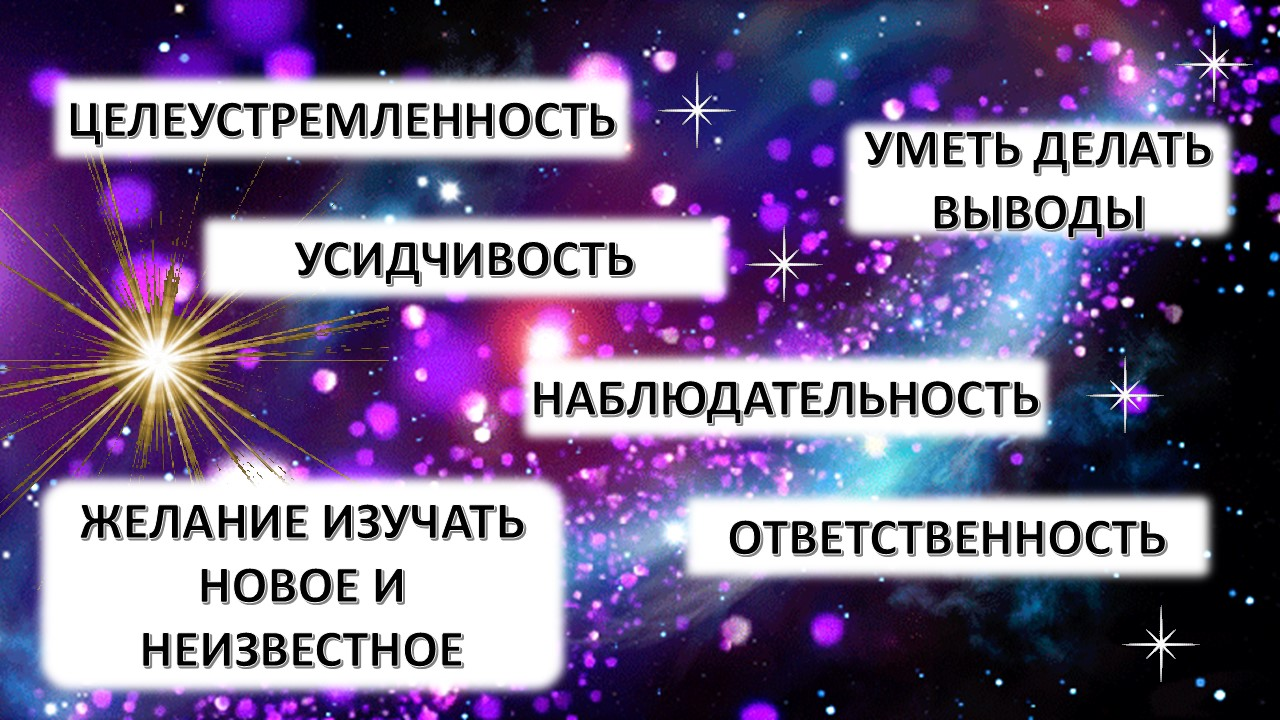 ЦЕЛЕУСТРЕМЛЕННОСТЬ
УМЕТЬ ДЕЛАТЬ
ВЫВОДЫ
УСИДЧИВОСТЬ
НАБЛЮДАТЕЛЬНОСТЬ
ЖЕЛАНИЕ ИЗУЧАТЬ
НОВОЕ И
НЕИЗВЕСТНОЕ
ОТВЕТСТВЕННОСТЬ